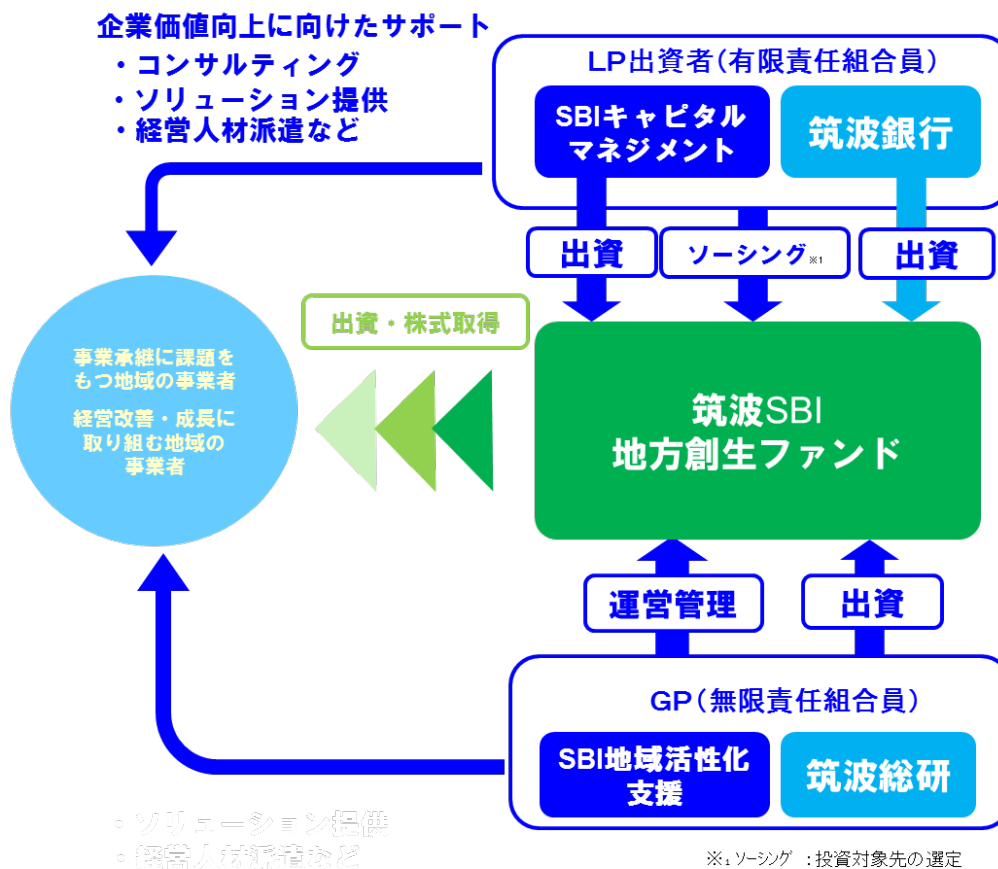 企業価値向上に向けたサポート
・コンサルティング
・ソリューション提供
・経営人材派遣など
LP出資者(有限責任組合員)
SBIキャピタル
マネジメント
筑波銀行
出資
ソーシング※1
出資
出資・株式取得
事業承継に課題を
もつ地域の事業者
経営改善・成長に
取り組む地域の
事業者
筑波SBI
地方創生ファンド
運営管理
出資
GP(無限責任組合員)
SBI地域活性化
支援
筑波総研
・ソリューション提供
・経営人材派遣など
※1 ソーシング :投資対象先の選定